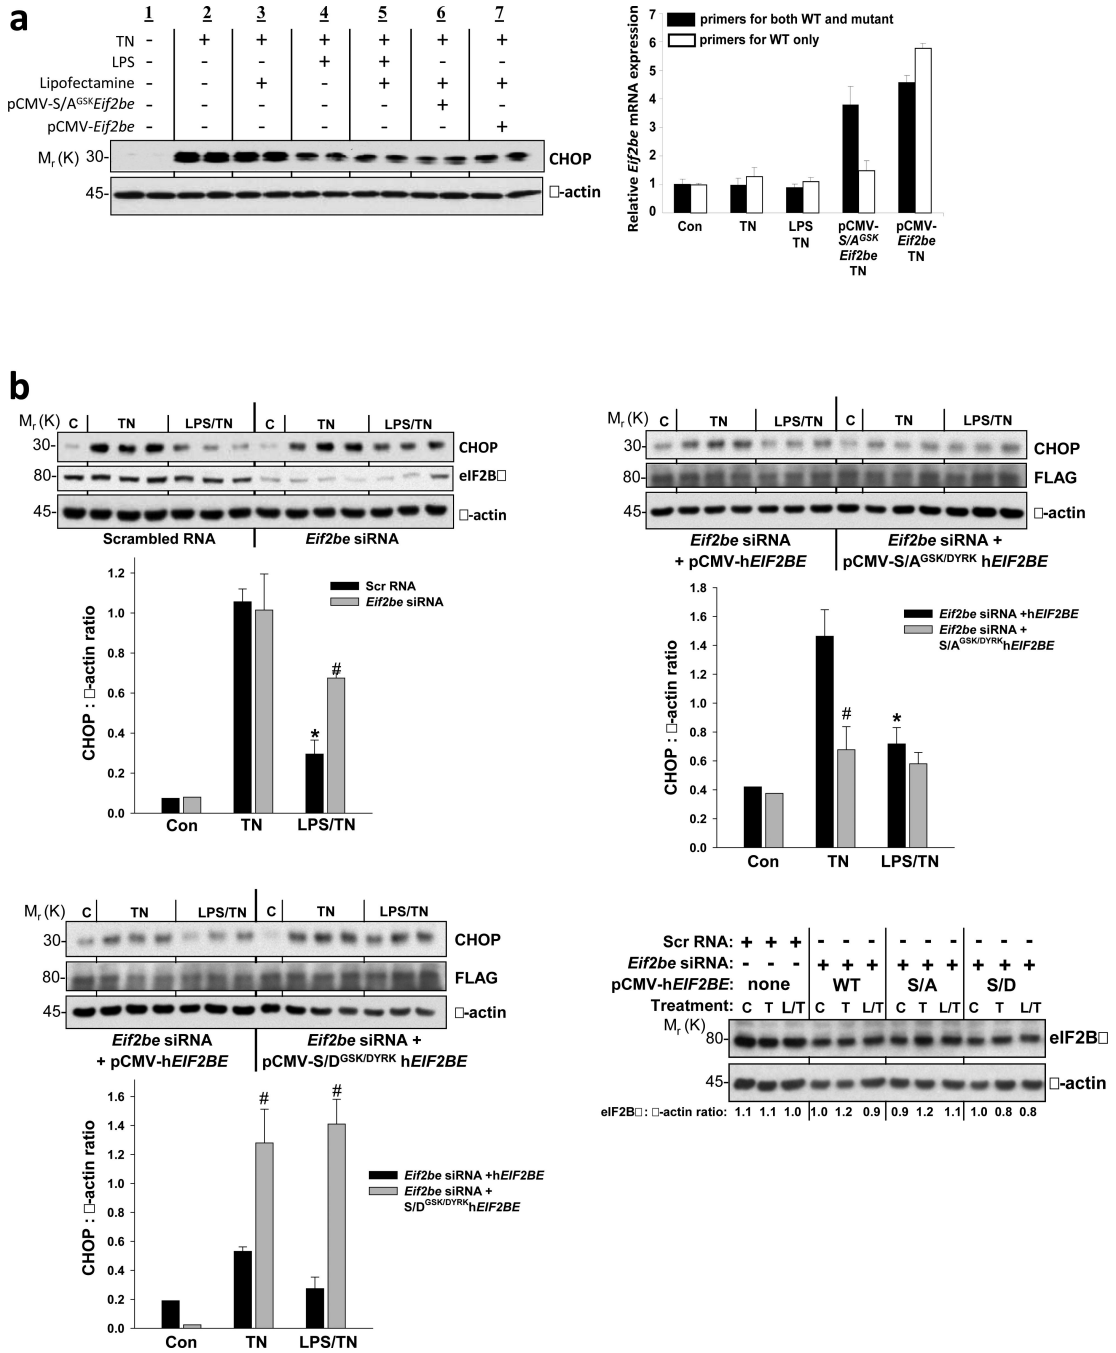 a
1 2 3 4 5 6 7
TN - + + + + + +
LPS - - - + + - -
Lipofectamine - - + - + + +
pCMV-S/A^GSK Eif2be - - - - - + -
pCMV-Eif2be - - - - - - +
Mr (K) 30- CHOP
45- □-actin
primers for both WT and mutant
primers for WT only
Relative Eif2be mRNA expression
7
6
5
4
3
2
1
0
Con TN LPS pCMV- pCMV-
TN S/A^GSK Eif2be
Eif2be TN
TN
b
Mr (K) C TN LPS/TN C TN LPS/TN
30- CHOP
80- eIF2B□
45- □-actin
Scrambled RNA Eif2be siRNA
CHOP : □-actin ratio
1.2
1.0
0.8
0.6
0.4
0.2
0.0
Scr RNA
Eif2be siRNA
* #
Con TN LPS/TN
Mr (K) C TN LPS/TN C TN LPS/TN
30- CHOP
80- FLAG
45- □-actin
Eif2be siRNA Eif2be siRNA +
+ pCMV-hEIF2BE pCMV-S/A^GSK/DYRK hEIF2BE
CHOP : □-actin ratio
1.8
1.6
1.4
1.2
1.0
0.8
0.6
0.4
0.2
0.0
Eif2be siRNA +hEIF2BE
Eif2be siRNA +
S/A^GSK/DYRK hEIF2BE
# *
Con TN LPS/TN
Mr (K) C TN LPS/TN C TN LPS/TN
30- CHOP
80- FLAG
45- □-actin
Eif2be siRNA Eif2be siRNA +
+ pCMV-hEIF2BE pCMV-S/D^GSK/DYRK hEIF2BE
CHOP : □-actin ratio
1.6
1.4
1.2
1.0
0.8
0.6
0.4
0.2
0.0
# #
Eif2be siRNA +hEIF2BE
Eif2be siRNA +
S/D^GSK/DYRK hEIF2BE
Con TN LPS/TN
Scr RNA: + + + - - - - - - - - -
Eif2be siRNA: - - - + + + + + + + + +
pCMV-hEIF2BE: none WT S/A S/D
Treatment: C T L/T C T L/T C T L/T C T L/T
Mr (K)
80- eIF2B□
45- □-actin
eIF2B□ : □-actin ratio: 1.1 1.1 1.0 1.0 1.2 0.9 0.9 1.2 1.1 1.0 0.8 0.8